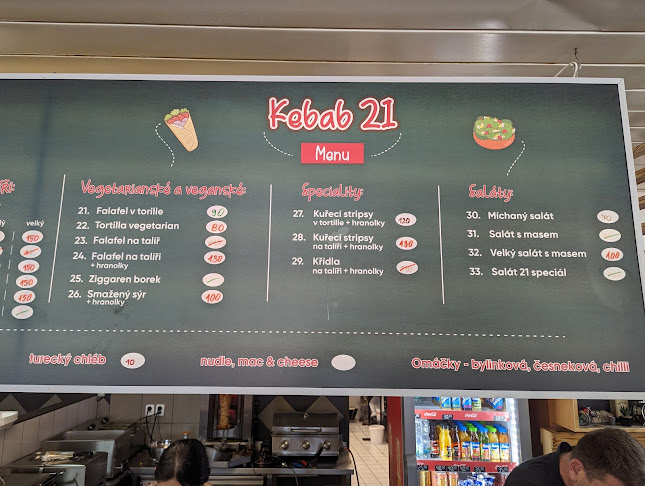 Kebab 21
Menu
velký
150
150
150
150
Vegetarianské a veganské:
21. Falafel v torille 90
22. Tortilla vegetarian 80
23. Falafel na talíř
24. Falafel na talíři 130
+ hranolky
25. Ziggaren borek
26. Smažený sýr 100
+ hranolky
Speciality:
27. Kuřecí stripsy 120
v tortille + hranolky
28. Kuřecí stripsy 130
na talíři + hranolky
29. Křídla
na talíři + hranolky
Saláty:
30. Míchaný salát
31. Salát s masem
32. Velký salát s masem 100
33. Salát 21 speciál
turecký chléb 10
nudle, mac & cheese
Omáčky - bylinková, česneková, chilli